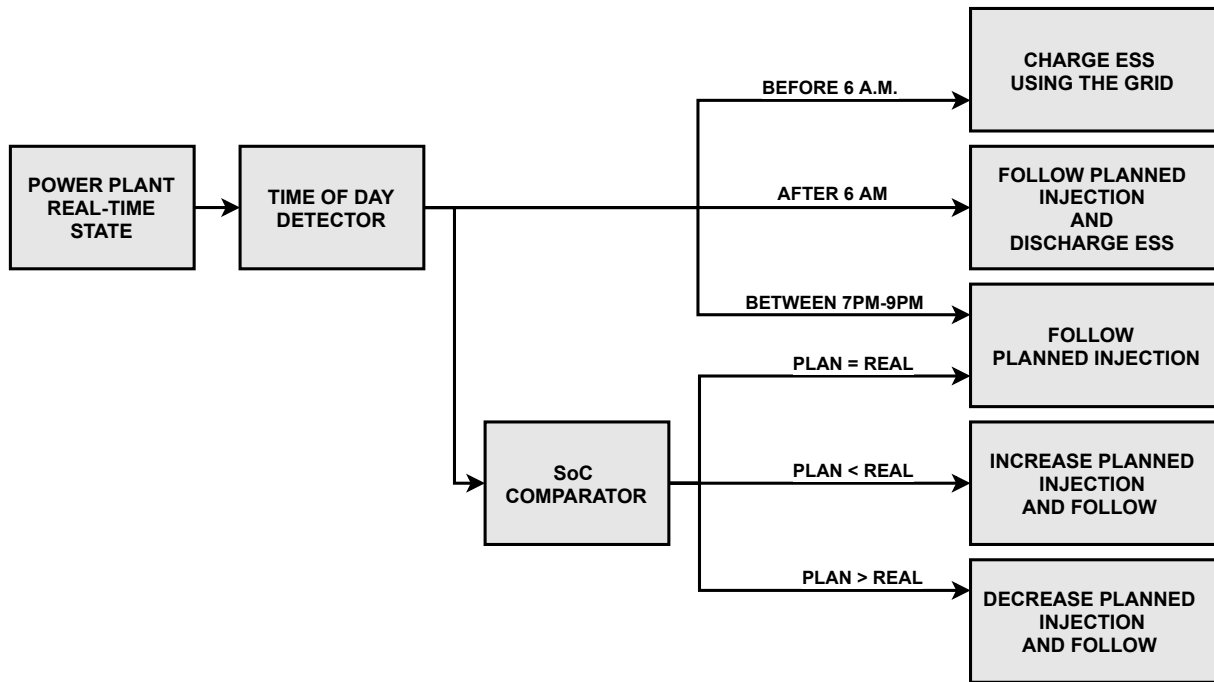 POWER PLANT
REAL-TIME
STATE
TIME OF DAY
DETECTOR
BEFORE 6 A.M.
CHARGE ESS
USING THE GRID
AFTER 6 AM
FOLLOW PLANNED
INJECTION
AND
DISCHARGE ESS
BETWEEN 7PM-9PM
FOLLOW
PLANNED INJECTION
PLAN = REAL
SoC
COMPARATOR
PLAN < REAL
INCREASE PLANNED
INJECTION
AND FOLLOW
PLAN > REAL
DECREASE PLANNED
INJECTION
AND FOLLOW